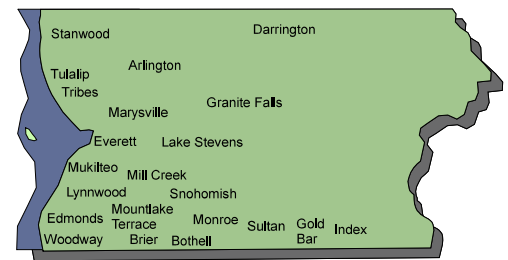 Darrington
Stanwood
Arlington
Tulalip
Tribes
Granite Falls
Marysville
Everett
Lake Stevens
Mukilteo
Mill Creek
Lynnwood
Snohomish
Mountlake
Terrace
Edmonds
Monroe
Sultan
Gold
Bar
Index
Woodway
Brier
Bothell